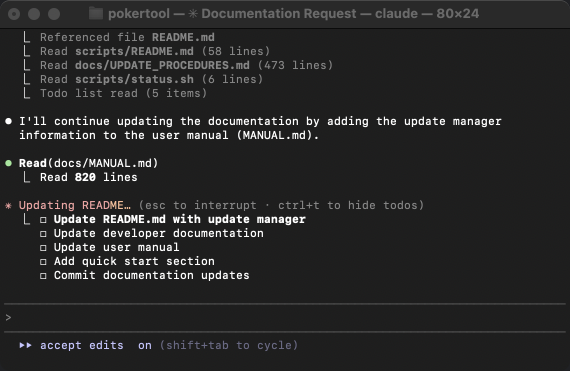 pokertool — ✳ Documentation Request — claude — 80×24
⎿ Referenced file README.md
⎿ Read scripts/README.md (58 lines)
⎿ Read docs/UPDATE_PROCEDURES.md (473 lines)
⎿ Read scripts/status.sh (6 lines)
⎿ Todo list read (5 items)
● I'll continue updating the documentation by adding the update manager
information to the user manual (MANUAL.md).
● Read(docs/MANUAL.md)
⎿ Read 820 lines
✳ Updating README… (esc to interrupt · ctrl+t to hide todos)
⎿ ☐ Update README.md with update manager
☐ Update developer documentation
☐ Update user manual
☐ Add quick start section
☐ Commit documentation updates
>
⏵⏵ accept edits on (shift+tab to cycle)